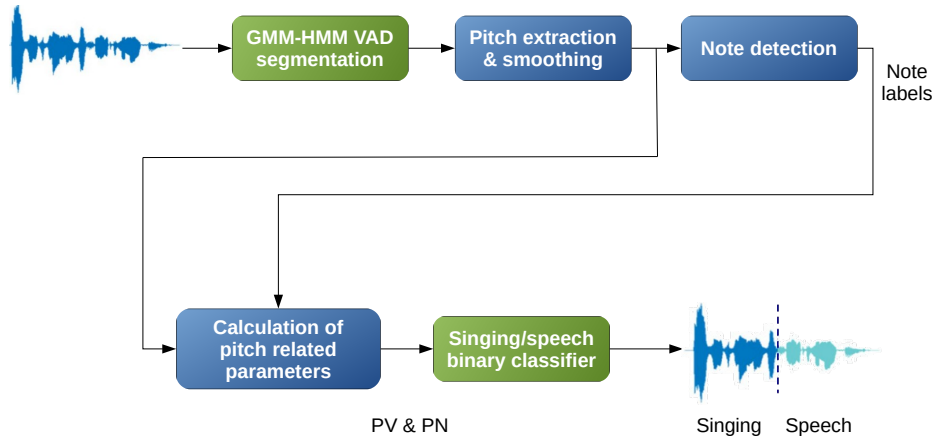 GMM-HMM VAD
segmentation
Pitch extraction
& smoothing
Note detection
Note
labels
Calculation of
pitch related
parameters
Singing/speech
binary classifier
PV & PN
Singing
Speech